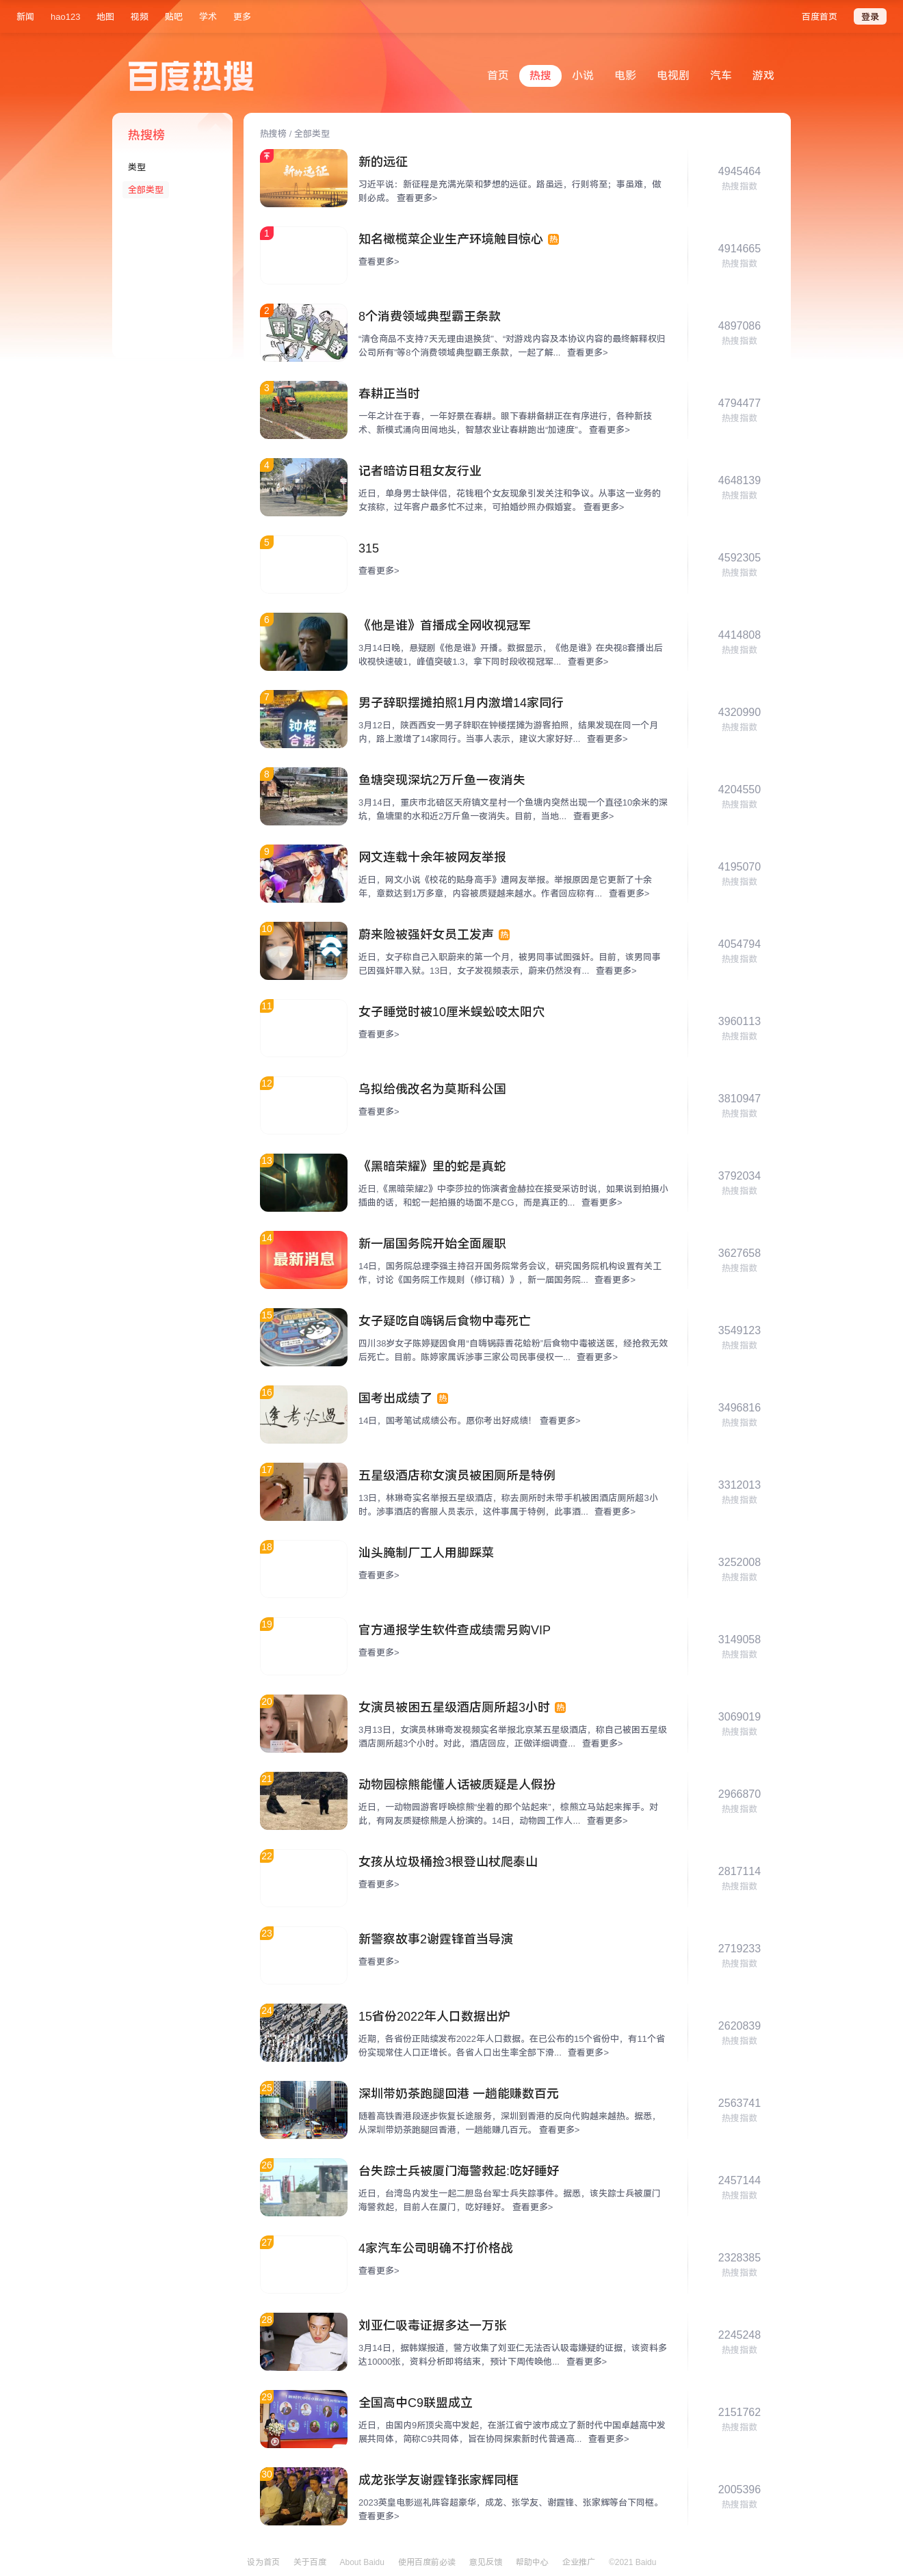 新闻 hao123 地图 视频 贴吧 学术 更多 百度首页 登录
百度热搜 首页 热搜 小说 电影 电视剧 汽车 游戏
热搜榜
类型
全部类型
热搜榜 / 全部类型
新的远征
新的远征
习近平说：新征程是充满光荣和梦想的远征。路虽远，行则将至；事虽难，做
则必成。 查看更多>
4945464
热搜指数
1
知名橄榄菜企业生产环境触目惊心 热
查看更多>
4914665
热搜指数
2
霸王条款
8个消费领域典型霸王条款
“清仓商品不支持7天无理由退换货”、“对游戏内容及本协议内容的最终解释权归
公司所有”等8个消费领域典型霸王条款，一起了解... 查看更多>
4897086
热搜指数
3
春耕正当时
一年之计在于春，一年好景在春耕。眼下春耕备耕正在有序进行，各种新技
术、新模式涌向田间地头，智慧农业让春耕跑出“加速度”。 查看更多>
4794477
热搜指数
4
记者暗访日租女友行业
近日，单身男士缺伴侣，花钱租个女友现象引发关注和争议。从事这一业务的
女孩称，过年客户最多忙不过来，可拍婚纱照办假婚宴。 查看更多>
4648139
热搜指数
5
315
查看更多>
4592305
热搜指数
6
《他是谁》首播成全网收视冠军
3月14日晚，悬疑剧《他是谁》开播。数据显示，《他是谁》在央视8套播出后
收视快速破1，峰值突破1.3，拿下同时段收视冠军... 查看更多>
4414808
热搜指数
7
钟楼
合影
男子辞职摆摊拍照1月内激增14家同行
3月12日，陕西西安一男子辞职在钟楼摆摊为游客拍照，结果发现在同一个月
内，路上激增了14家同行。当事人表示，建议大家好好... 查看更多>
4320990
热搜指数
8
鱼塘突现深坑2万斤鱼一夜消失
3月14日，重庆市北碚区天府镇文星村一个鱼塘内突然出现一个直径10余米的深
坑，鱼塘里的水和近2万斤鱼一夜消失。目前，当地... 查看更多>
4204550
热搜指数
9
网文连载十余年被网友举报
近日，网文小说《校花的贴身高手》遭网友举报。举报原因是它更新了十余
年，章数达到1万多章，内容被质疑越来越水。作者回应称有... 查看更多>
4195070
热搜指数
10
蔚来险被强奸女员工发声 热
近日，女子称自己入职蔚来的第一个月，被男同事试图强奸。目前，该男同事
已因强奸罪入狱。13日，女子发视频表示，蔚来仍然没有... 查看更多>
4054794
热搜指数
11
女子睡觉时被10厘米蜈蚣咬太阳穴
查看更多>
3960113
热搜指数
12
乌拟给俄改名为莫斯科公国
查看更多>
3810947
热搜指数
13
《黑暗荣耀》里的蛇是真蛇
近日,《黑暗荣耀2》中李莎拉的饰演者金赫拉在接受采访时说，如果说到拍摄小
插曲的话，和蛇一起拍摄的场面不是CG，而是真正的... 查看更多>
3792034
热搜指数
14
最新消息
新一届国务院开始全面履职
14日，国务院总理李强主持召开国务院常务会议，研究国务院机构设置有关工
作，讨论《国务院工作规则（修订稿）》，新一届国务院... 查看更多>
3627658
热搜指数
15
女子疑吃自嗨锅后食物中毒死亡
四川38岁女子陈婷疑因食用“自嗨锅蒜香花蛤粉”后食物中毒被送医，经抢救无效
后死亡。目前。陈婷家属诉涉事三家公司民事侵权一... 查看更多>
3549123
热搜指数
16
逢考必过
国考出成绩了 热
14日，国考笔试成绩公布。愿你考出好成绩！ 查看更多>
3496816
热搜指数
17
五星级酒店称女演员被困厕所是特例
13日，林琳奇实名举报五星级酒店，称去厕所时未带手机被困酒店厕所超3小
时。涉事酒店的客服人员表示，这件事属于特例，此事酒... 查看更多>
3312013
热搜指数
18
汕头腌制厂工人用脚踩菜
查看更多>
3252008
热搜指数
19
官方通报学生软件查成绩需另购VIP
查看更多>
3149058
热搜指数
20
女演员被困五星级酒店厕所超3小时 热
3月13日，女演员林琳奇发视频实名举报北京某五星级酒店，称自己被困五星级
酒店厕所超3个小时。对此，酒店回应，正做详细调查... 查看更多>
3069019
热搜指数
21
动物园棕熊能懂人话被质疑是人假扮
近日，一动物园游客呼唤棕熊“坐着的那个站起来”，棕熊立马站起来挥手。对
此，有网友质疑棕熊是人扮演的。14日，动物园工作人... 查看更多>
2966870
热搜指数
22
女孩从垃圾桶捡3根登山杖爬泰山
查看更多>
2817114
热搜指数
23
新警察故事2谢霆锋首当导演
查看更多>
2719233
热搜指数
24
15省份2022年人口数据出炉
近期，各省份正陆续发布2022年人口数据。在已公布的15个省份中，有11个省
份实现常住人口正增长。各省人口出生率全部下滑... 查看更多>
2620839
热搜指数
25
深圳带奶茶跑腿回港 一趟能赚数百元
随着高铁香港段逐步恢复长途服务，深圳到香港的反向代购越来越热。据悉，
从深圳带奶茶跑腿回香港，一趟能赚几百元。 查看更多>
2563741
热搜指数
26
台失踪士兵被厦门海警救起:吃好睡好
近日，台湾岛内发生一起二胆岛台军士兵失踪事件。据悉，该失踪士兵被厦门
海警救起，目前人在厦门，吃好睡好。 查看更多>
2457144
热搜指数
27
4家汽车公司明确不打价格战
查看更多>
2328385
热搜指数
28
刘亚仁吸毒证据多达一万张
3月14日，据韩媒报道，警方收集了刘亚仁无法否认吸毒嫌疑的证据，该资料多
达10000张，资料分析即将结束，预计下周传唤他... 查看更多>
2245248
热搜指数
29
全国高中C9联盟成立
近日，由国内9所顶尖高中发起，在浙江省宁波市成立了新时代中国卓越高中发
展共同体，简称C9共同体，旨在协同探索新时代普通高... 查看更多>
2151762
热搜指数
30
成龙张学友谢霆锋张家辉同框
2023英皇电影巡礼阵容超豪华，成龙、张学友、谢霆锋、张家辉等台下同框。
查看更多>
2005396
热搜指数
设为首页 关于百度 About Baidu 使用百度前必读 意见反馈 帮助中心 企业推广 ©2021 Baidu